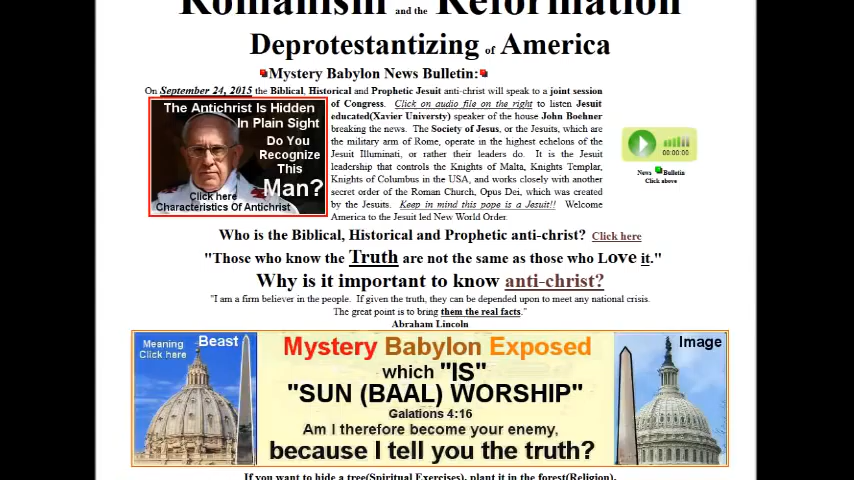 Romanism and the Reformation
Deprotestantizing of America
Mystery Babylon News Bulletin:
On September 24, 2015 the Biblical, Historical and Prophetic Jesuit anti-christ will speak to a joint session
of Congress. Click on audio file on the right to listen Jesuit
educated(Xavier Universty) speaker of the house John Boehner
breaking the news. The Society of Jesus, or the Jesuits, which are
the military arm of Rome, operate in the highest echelons of the
Jesuit Illuminati, or rather their leaders do. It is the Jesuit
leadership that controls the Knights of Malta, Knights Templar,
Knights of Columbus in the USA, and works closely with another
secret order of the Roman Church, Opus Dei, which was created
by the Jesuits. Keep in mind this pope is a Jesuit!! Welcome
America to the Jesuit led New World Order.
The Antichrist Is Hidden
In Plain Sight
Do You
Recognize
This
Man?
Click here
Characteristics Of Antichrist
00:00:00
News Bulletin
Click above
Who is the Biblical, Historical and Prophetic anti-christ? Click here
"Those who know the Truth are not the same as those who Love it."
Why is it important to know anti-christ?
"I am a firm believer in the people. If given the truth, they can be depended upon to meet any national crisis.
The great point is to bring them the real facts."
Abraham Lincoln
Meaning
Click here
Beast
Mystery Babylon Exposed
which "IS"
"SUN (BAAL) WORSHIP"
Galations 4:16
Am I therefore become your enemy,
because I tell you the truth?
Image
If you want to hide a tree(Spiritual Exercises), plant it in the forest(Religion).